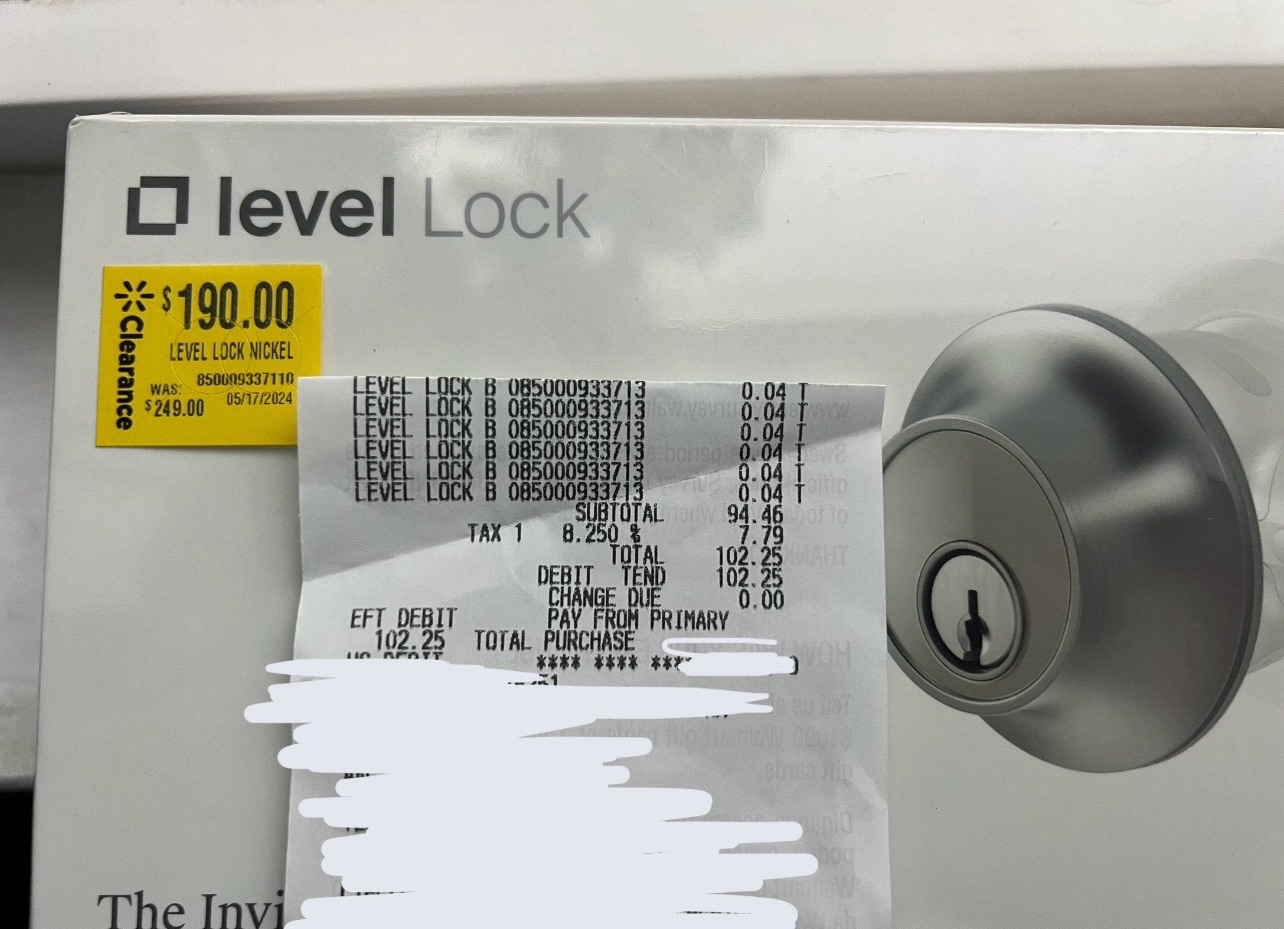 level Lock
$190.00
LEVEL LOCK NICKEL
850009337110
WAS: 05/17/2024
$249.00
Clearance
LEVEL LOCK B 085000933713 0.04 T
LEVEL LOCK B 085000933713 0.04 T
LEVEL LOCK B 085000933713 0.04 T
LEVEL LOCK B 085000933713 0.04 T
LEVEL LOCK B 085000933713 0.04 T
LEVEL LOCK B 085000933713 0.04 T
SUBTOTAL 94.46
TAX 1 8.250 % 7.79
TOTAL 102.25
DEBIT TEND 102.25
CHANGE DUE 0.00
EFT DEBIT PAY FROM PRIMARY
102.25 TOTAL PURCHASE
US DEBIT **** **** ***
The Invi